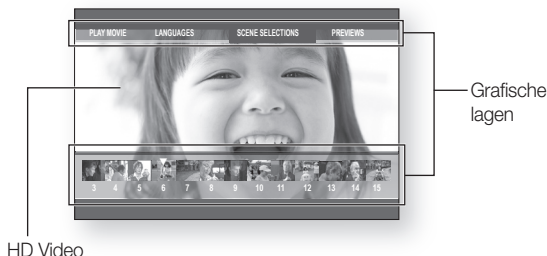 PLAY MOVIE LANGUAGES SCENE SELECTIONS PREVIEWS
Grafische
lagen
3 4 5 6 7 8 9 10 11 12 13 14 15
HD Video